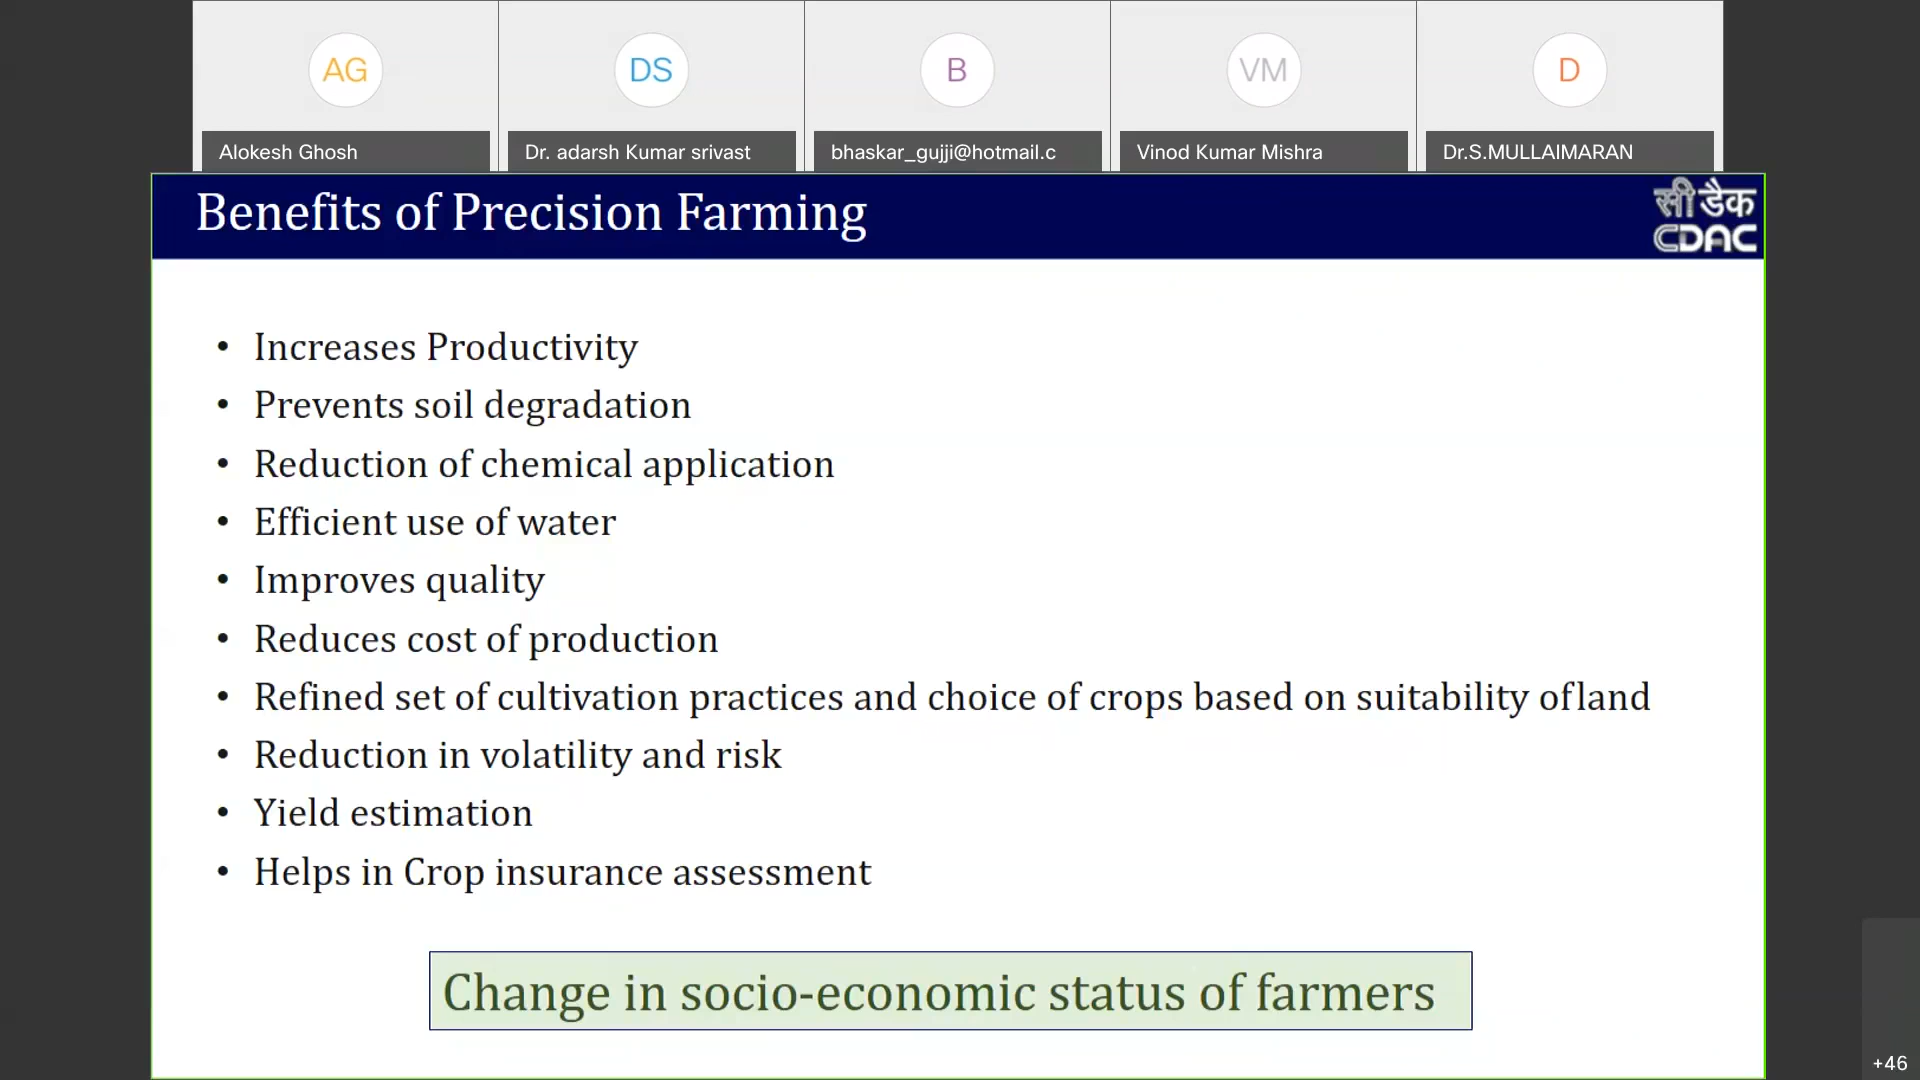 AG
DS
B
VM
D
Alokesh Ghosh
Dr. adarsh Kumar srivast
bhaskar_gujji@hotmail.c
Vinod Kumar Mishra
Dr.S.MULLAIMARAN
Benefits of Precision Farming
सी डैक
CDAC
• Increases Productivity
• Prevents soil degradation
• Reduction of chemical application
• Efficient use of water
• Improves quality
• Reduces cost of production
• Refined set of cultivation practices and choice of crops based on suitability of land
• Reduction in volatility and risk
• Yield estimation
• Helps in Crop insurance assessment
Change in socio-economic status of farmers
+46